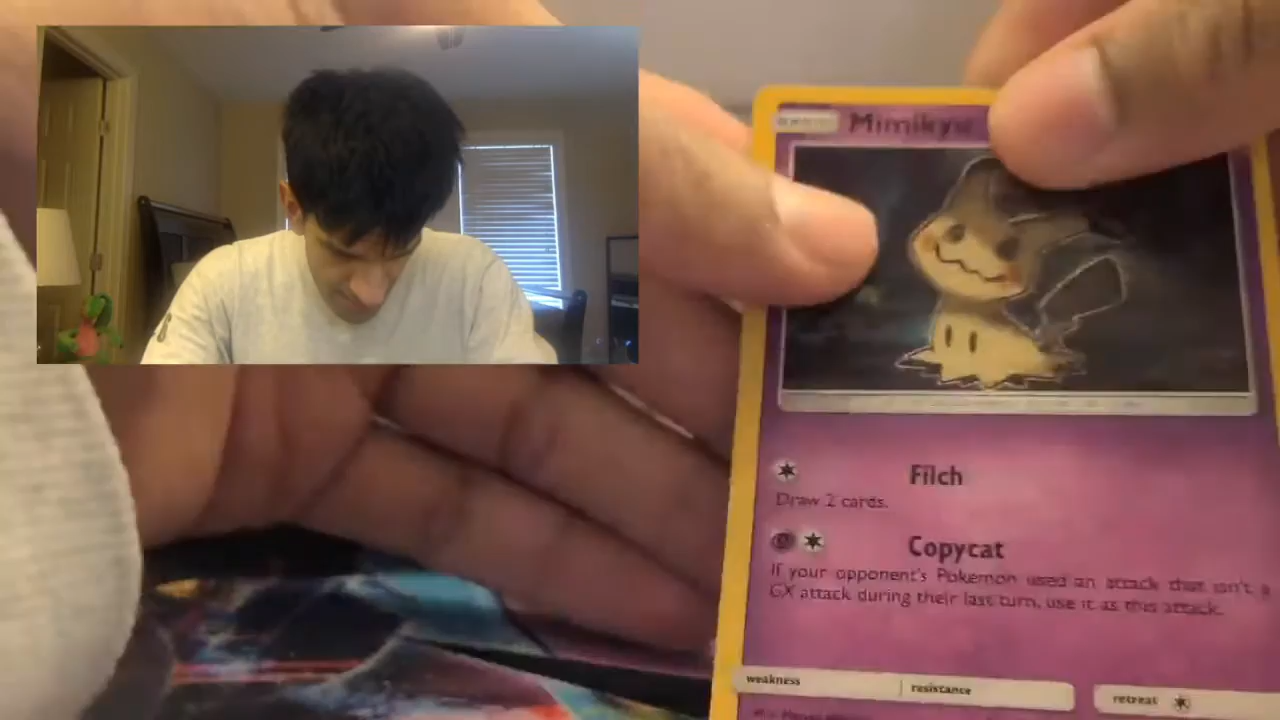 Mimikyu
Filch
Draw 2 cards.
Copycat
If your opponent's Pokemon used an attack that isn't a
GX attack during their last turn, use it as this attack.
weakness
resistance
retreat